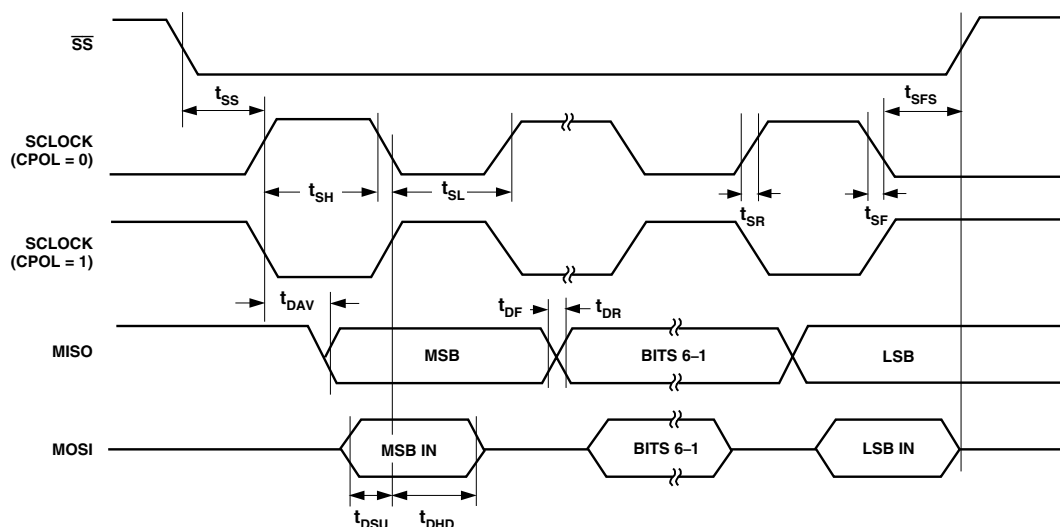 SS
tSS
tSFS
SCLOCK
(CPOL = 0)
tSH
tSL
tSR
tSF
SCLOCK
(CPOL = 1)
tDAV
tDF
tDR
MISO
MSB
BITS 6–1
LSB
MOSI
MSB IN
BITS 6–1
LSB IN
tDSU
tDHD